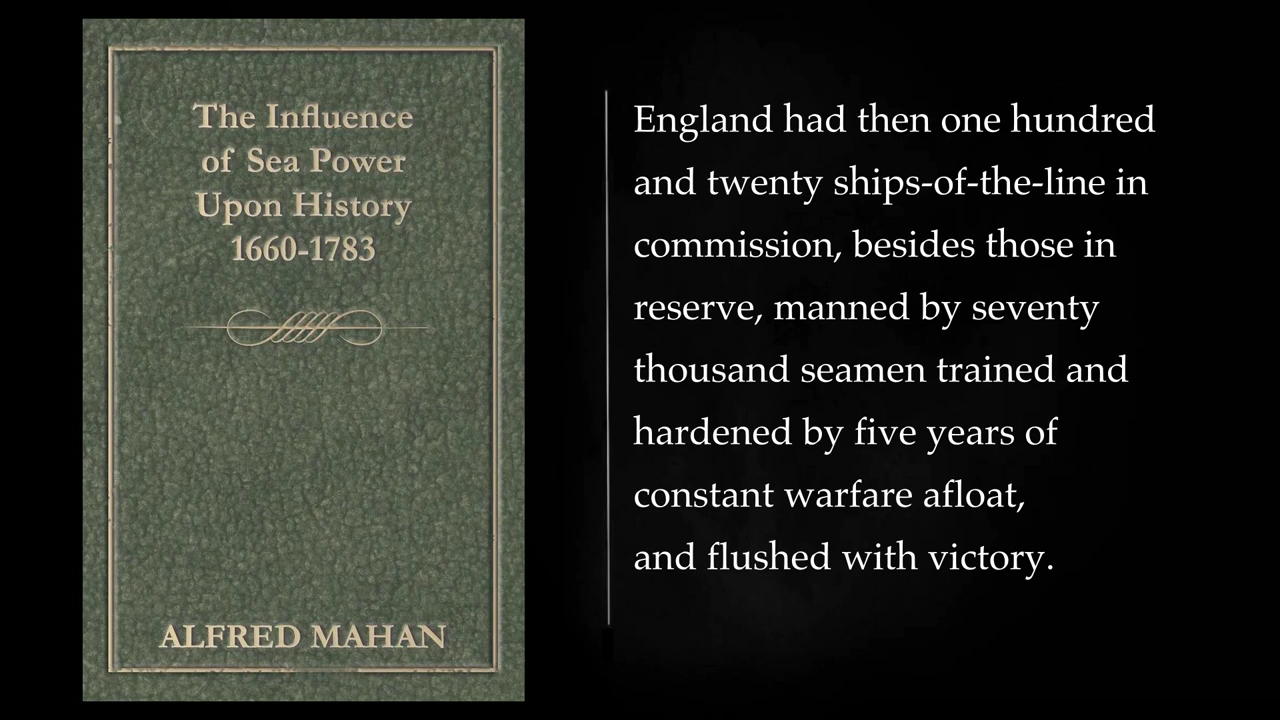 The Influence
of Sea Power
Upon History
1660-1783
ALFRED MAHAN
England had then one hundred
and twenty ships-of-the-line in
commission, besides those in
reserve, manned by seventy
thousand seamen trained and
hardened by five years of
constant warfare afloat,
and flushed with victory.